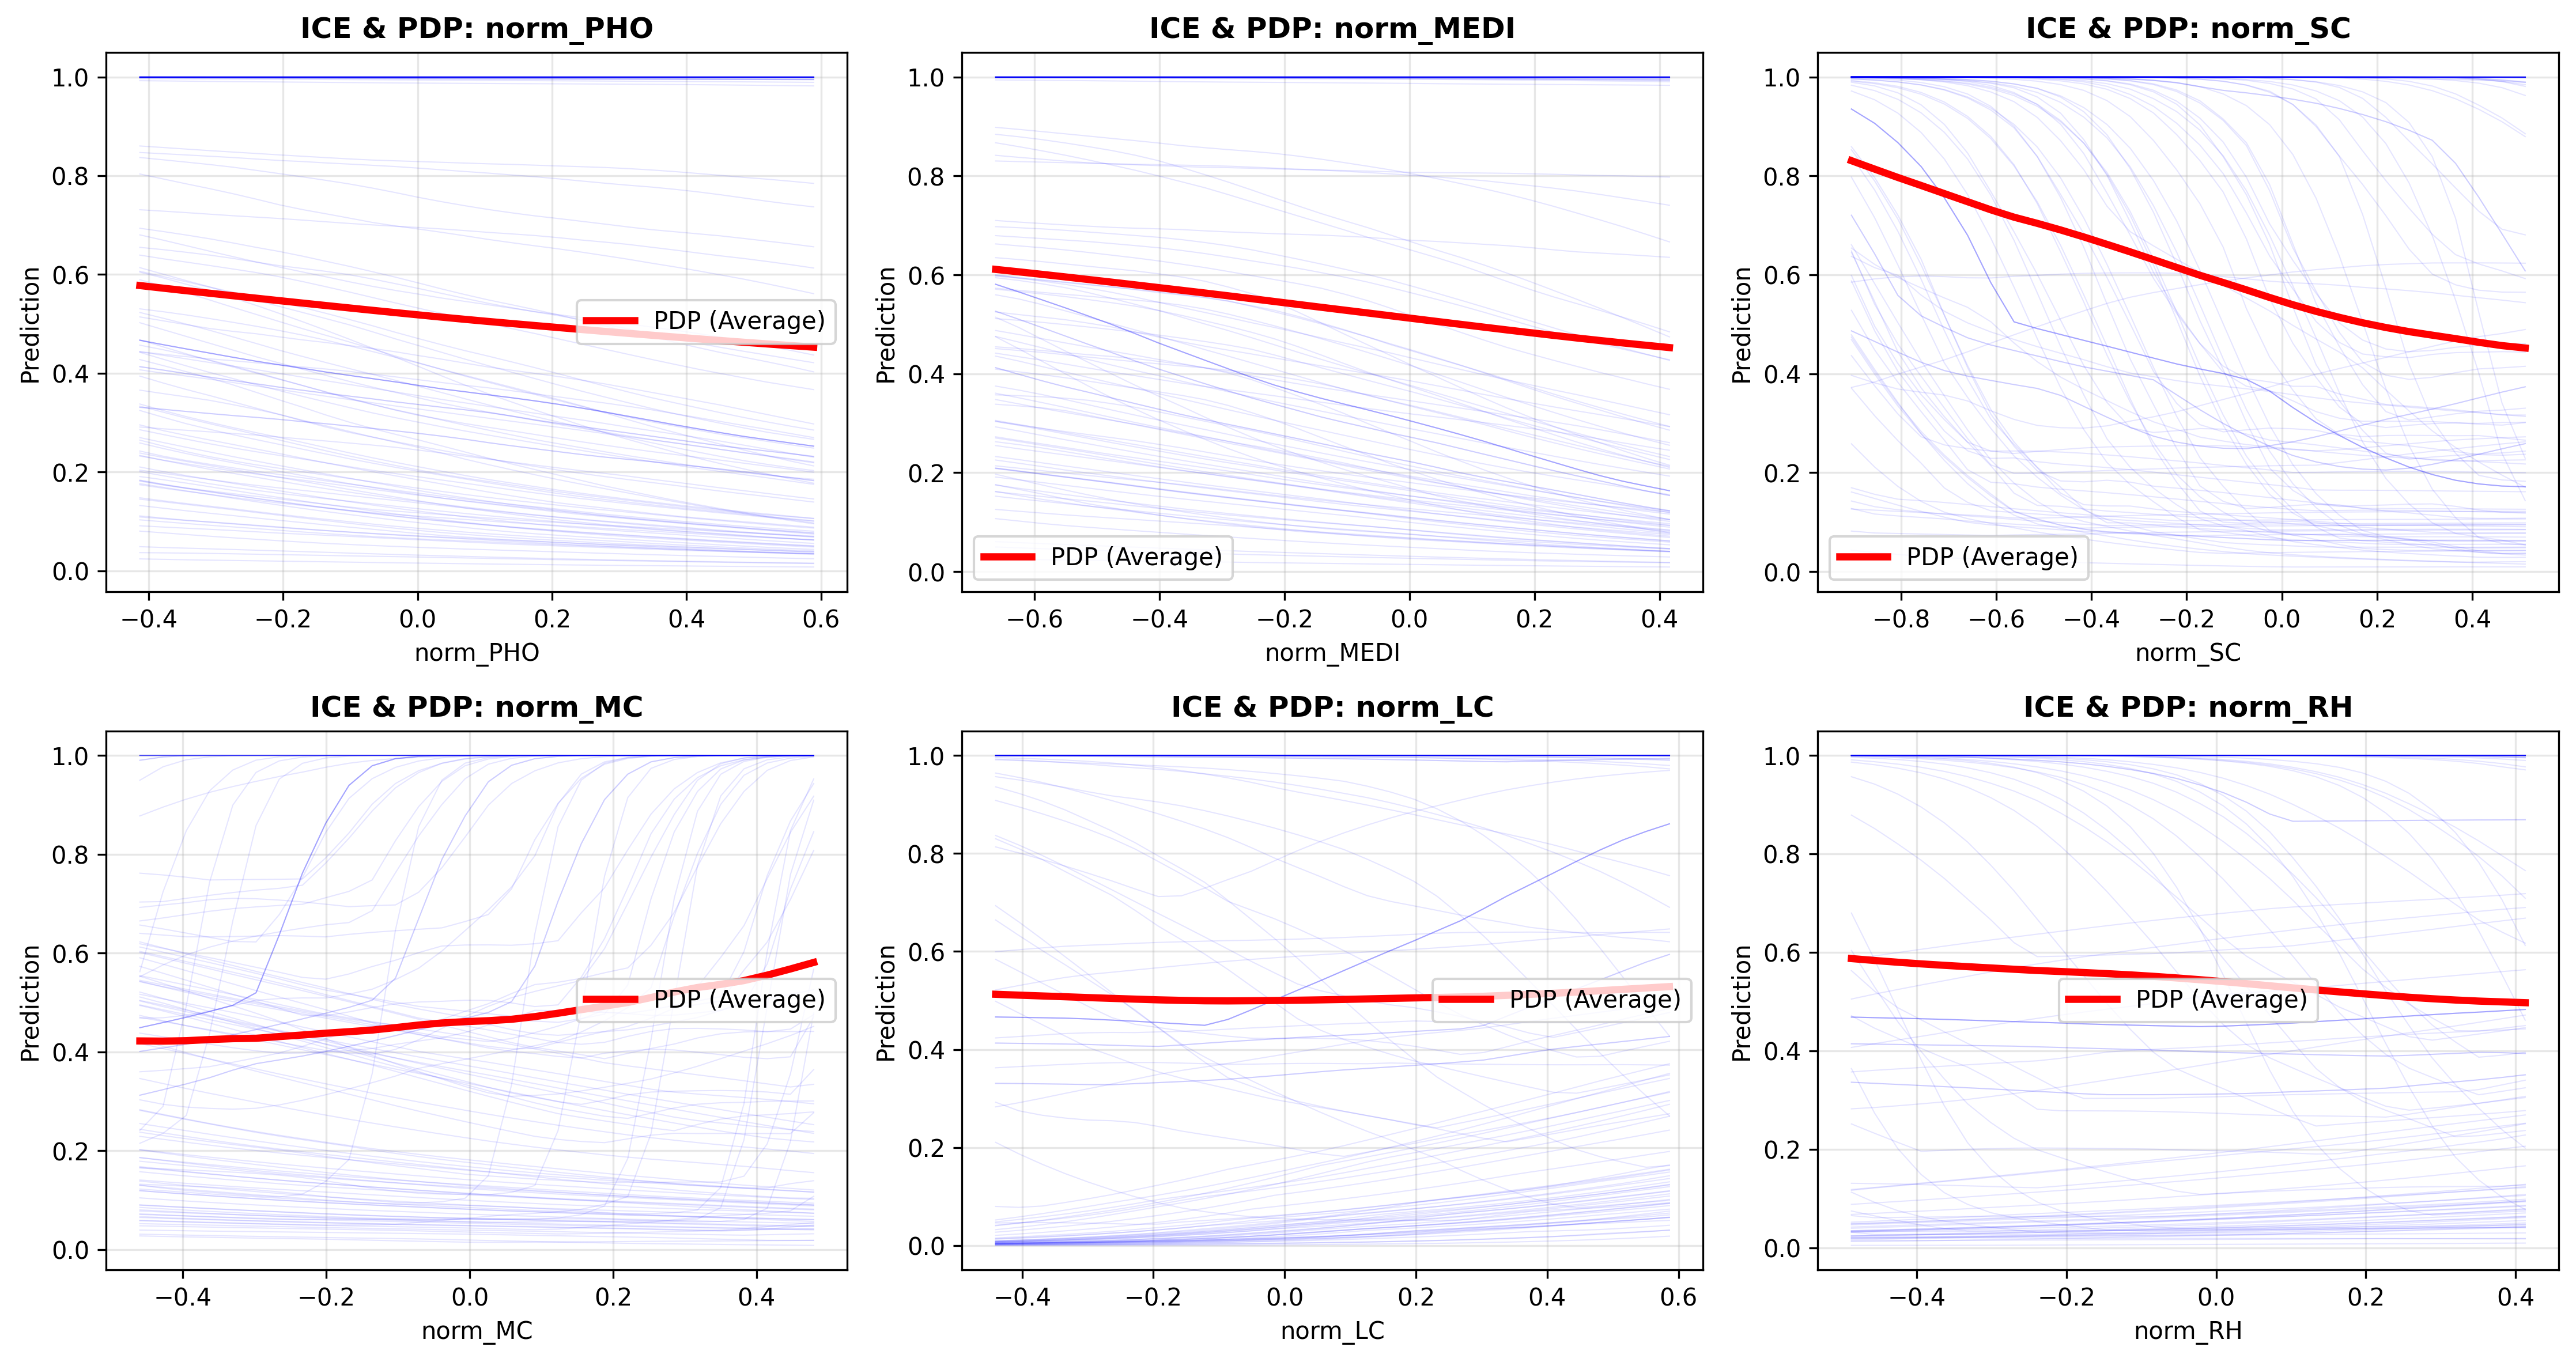 ICE & PDP: norm_PHO
Prediction
1.0
0.8
0.6
0.4
0.2
0.0
PDP (Average)
−0.4 −0.2 0.0 0.2 0.4 0.6
norm_PHO
ICE & PDP: norm_MEDI
Prediction
1.0
0.8
0.6
0.4
0.2
0.0
PDP (Average)
−0.6 −0.4 −0.2 0.0 0.2 0.4
norm_MEDI
ICE & PDP: norm_SC
Prediction
1.0
0.8
0.6
0.4
0.2
0.0
PDP (Average)
−0.8 −0.6 −0.4 −0.2 0.0 0.2 0.4
norm_SC
ICE & PDP: norm_MC
Prediction
1.0
0.8
0.6
0.4
0.2
0.0
PDP (Average)
−0.4 −0.2 0.0 0.2 0.4
norm_MC
ICE & PDP: norm_LC
Prediction
1.0
0.8
0.6
0.4
0.2
0.0
PDP (Average)
−0.4 −0.2 0.0 0.2 0.4 0.6
norm_LC
ICE & PDP: norm_RH
Prediction
1.0
0.8
0.6
0.4
0.2
0.0
PDP (Average)
−0.4 −0.2 0.0 0.2 0.4
norm_RH